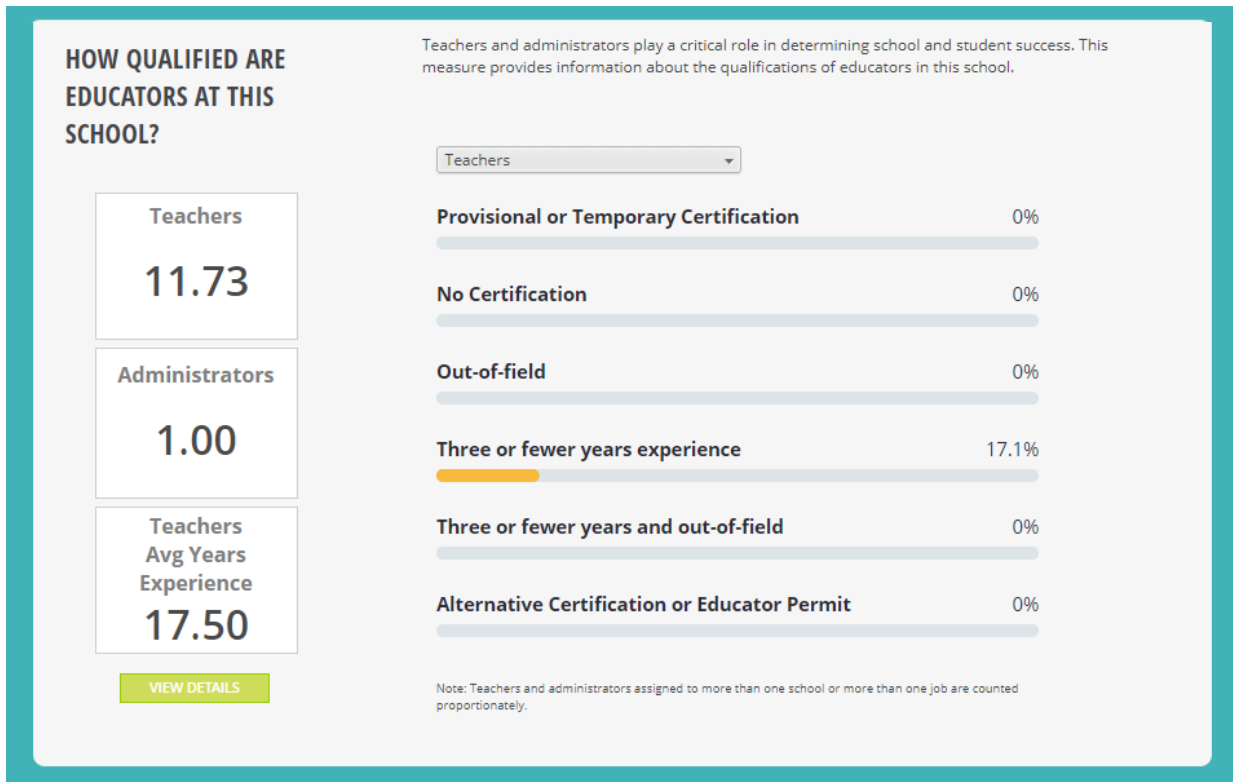 HOW QUALIFIED ARE
EDUCATORS AT THIS
SCHOOL?
Teachers and administrators play a critical role in determining school and student success. This
measure provides information about the qualifications of educators in this school.
Teachers
11.73
Administrators
1.00
Teachers
Avg Years
Experience
17.50
VIEW DETAILS
Teachers
Provisional or Temporary Certification 0%
No Certification 0%
Out-of-field 0%
Three or fewer years experience 17.1%
Three or fewer years and out-of-field 0%
Alternative Certification or Educator Permit 0%
Note: Teachers and administrators assigned to more than one school or more than one job are counted
proportionately.